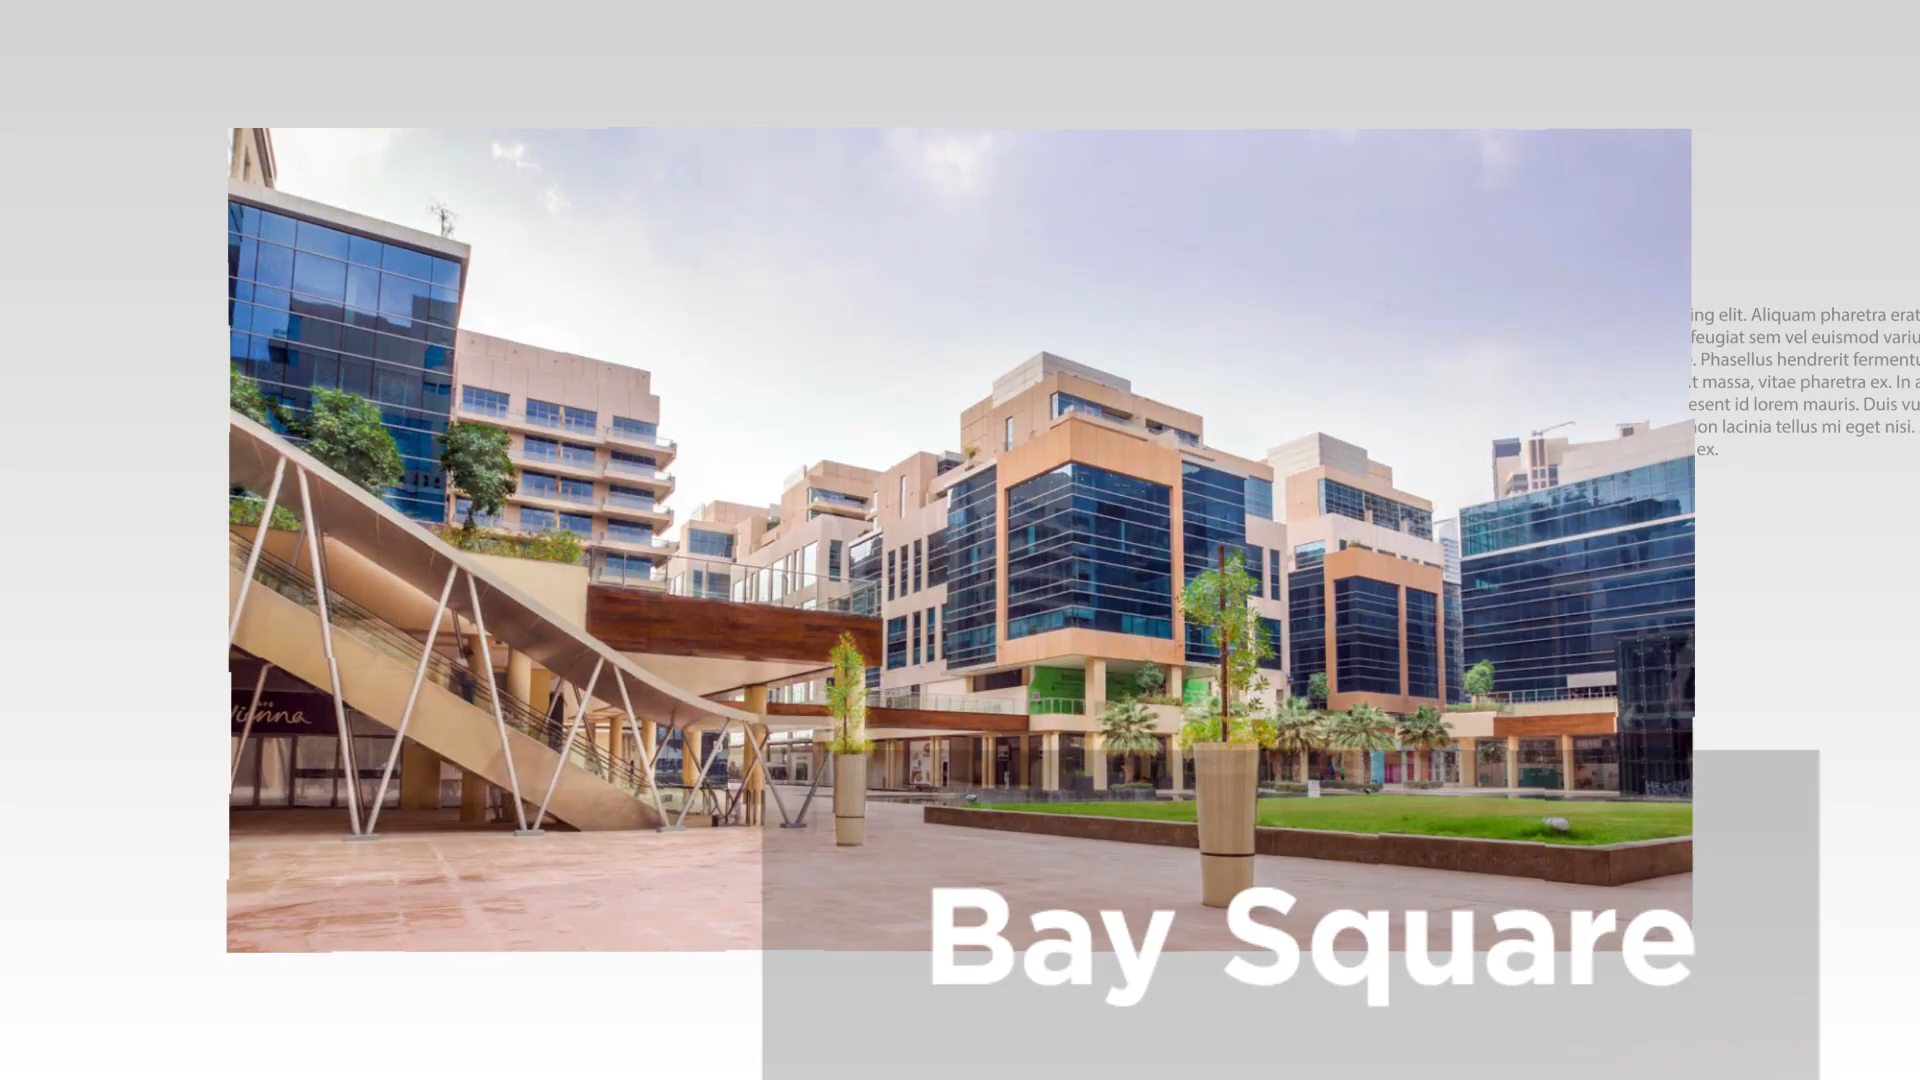 ing elit. Aliquam pharetra erat
feugiat sem vel euismod variu
. Phasellus hendrerit fermentu
t massa, vitae pharetra ex. In a
esent id lorem mauris. Duis vu
non lacinia tellus mi eget nisi.
ex.
Vienna
Bay Square